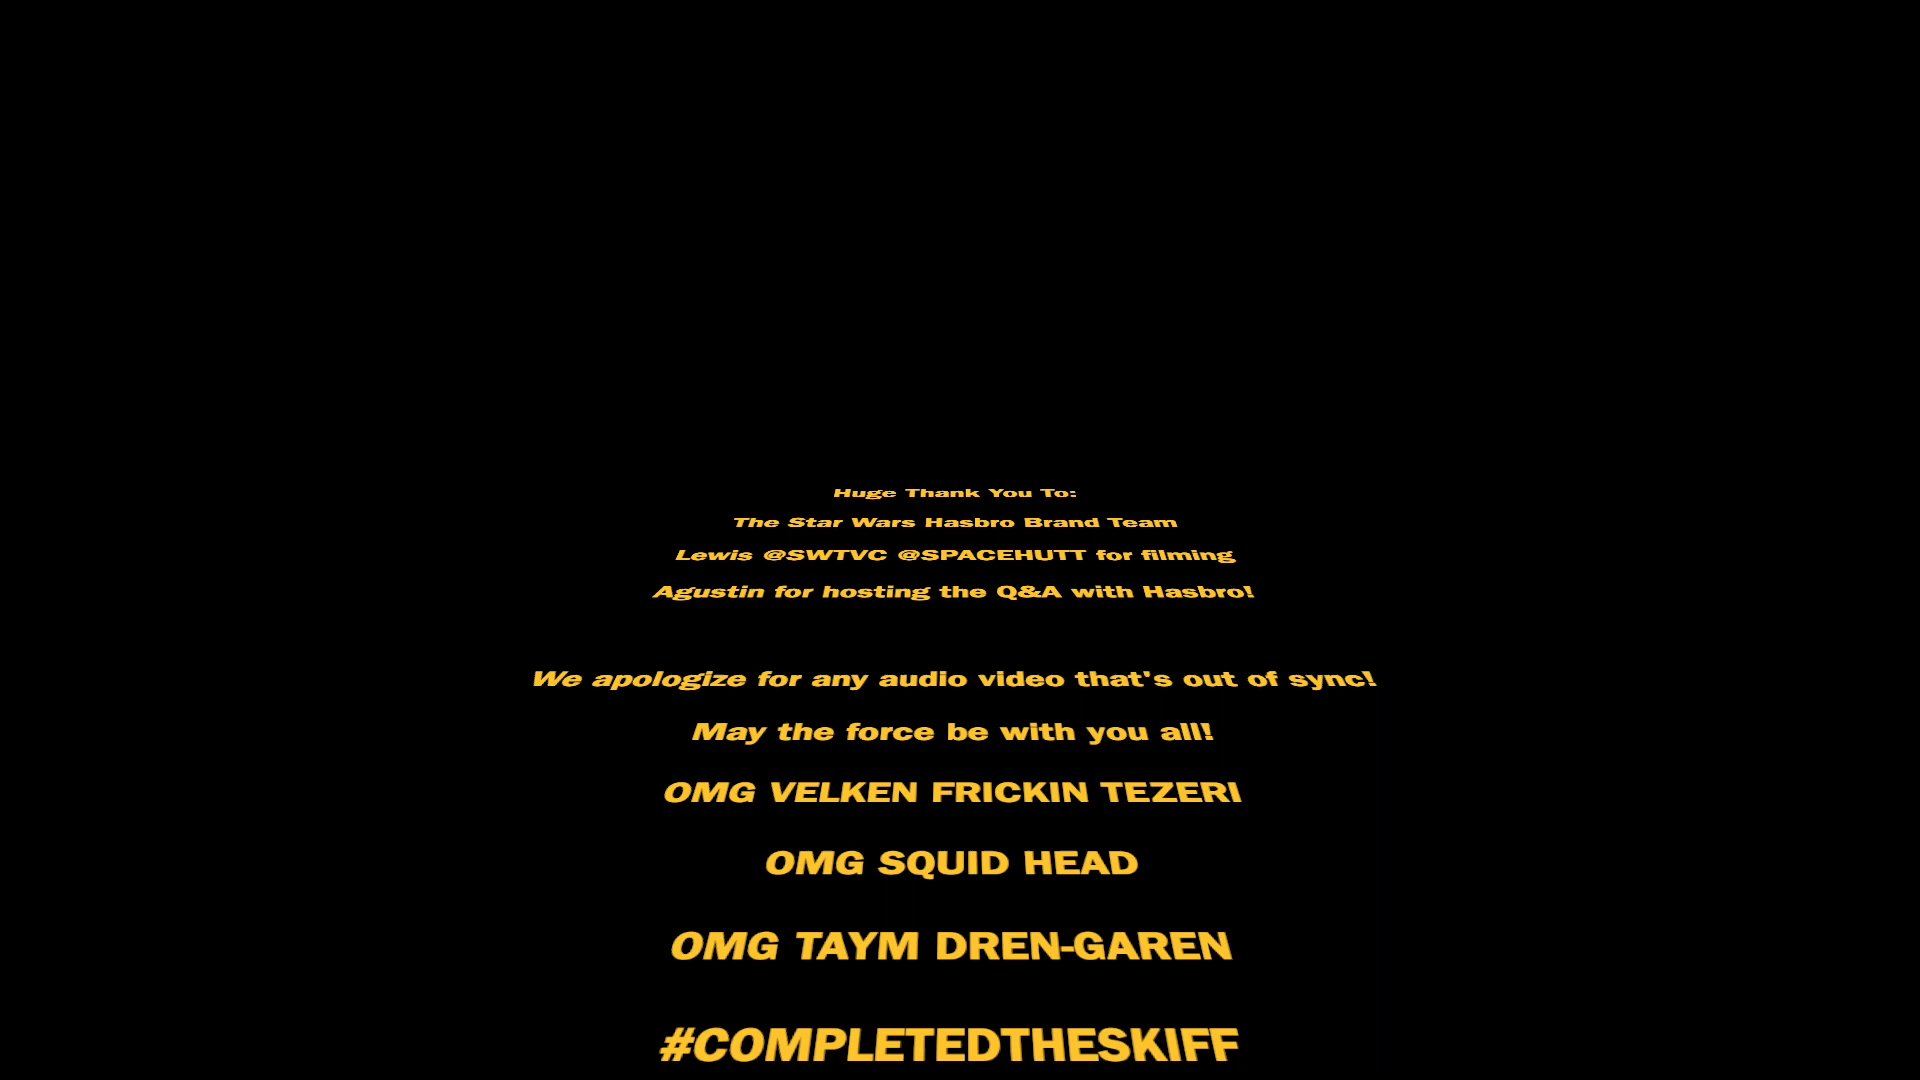 Huge Thank You To:
The Star Wars Hasbro Brand Team
Lewis @SWTVC @SPACEHUTT for filming
Agustin for hosting the Q&A with Hasbro!
We apologize for any audio video that's out of sync!
May the force be with you all!
OMG VELKEN FRICKIN TEZERI
OMG SQUID HEAD
OMG TAYM DREN-GAREN
#COMPLETEDTHESKIFF